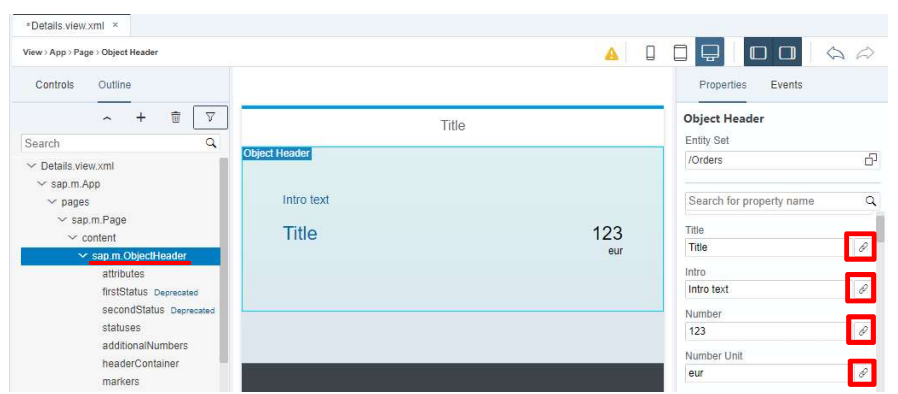 *Details.view.xml ×
View › App › Page › Object Header
Controls Outline
Search
Details.view.xml
sap.m.App
pages
sap.m.Page
content
sap.m.ObjectHeader
attributes
firstStatus Deprecated
secondStatus Deprecated
statuses
additionalNumbers
headerContainer
markers
Title
Object Header
Intro text
Title
123
eur
Properties Events
Object Header
Entity Set
/Orders
Search for property name
Title
Title
Intro
Intro text
Number
123
Number Unit
eur